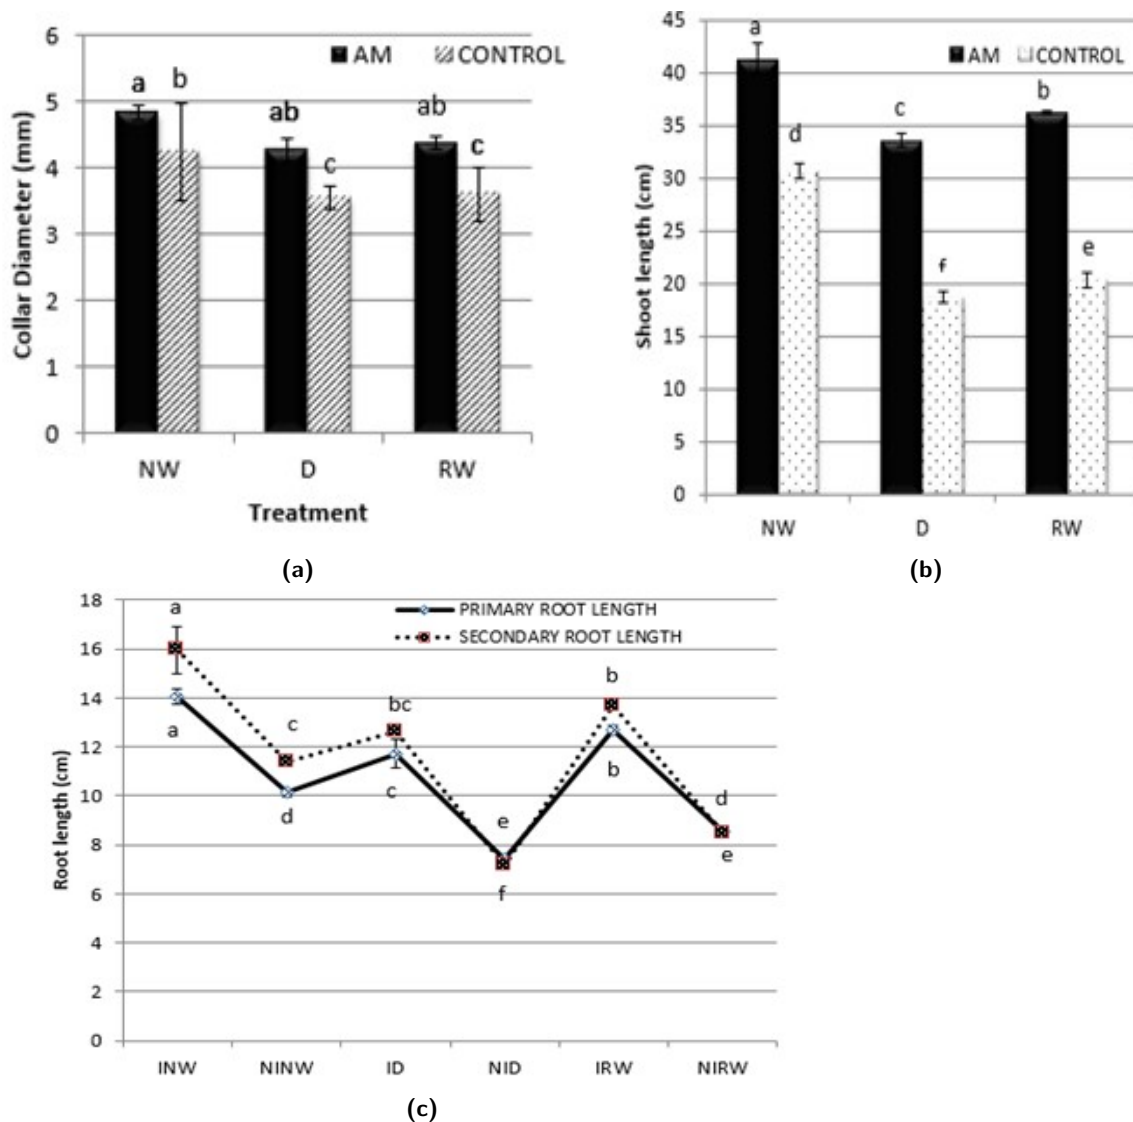 6
5
4
3
2
1
0
Collar Diameter (mm)
AM CONTROL
a b ab c ab c
NW D RW
Treatment
(a)
45
40
35
30
25
20
15
10
5
0
Shoot length (cm)
AM CONTROL
a d c f b e
NW D RW
(b)
18
16
14
12
10
8
6
4
2
0
Root length (cm)
PRIMARY ROOT LENGTH
SECONDARY ROOT LENGTH
a c bc e b d
a d c f b e
INW NINW ID NID IRW NIRW
(c)